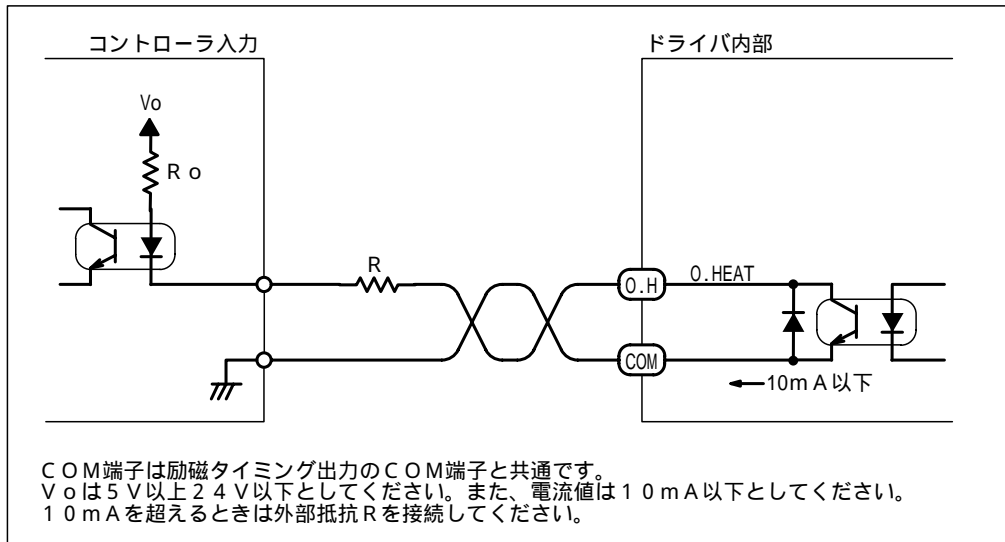 コントローラ入力
ドライバ内部
Vo
Ro
R
O.H
O.HEAT
COM
10mA以下
COM端子は励磁タイミング出力のCOM端子と共通です。
Voは5V以上24V以下としてください。また、電流値は10mA以下としてください。
10mAを超えるときは外部抵抗Rを接続してください。